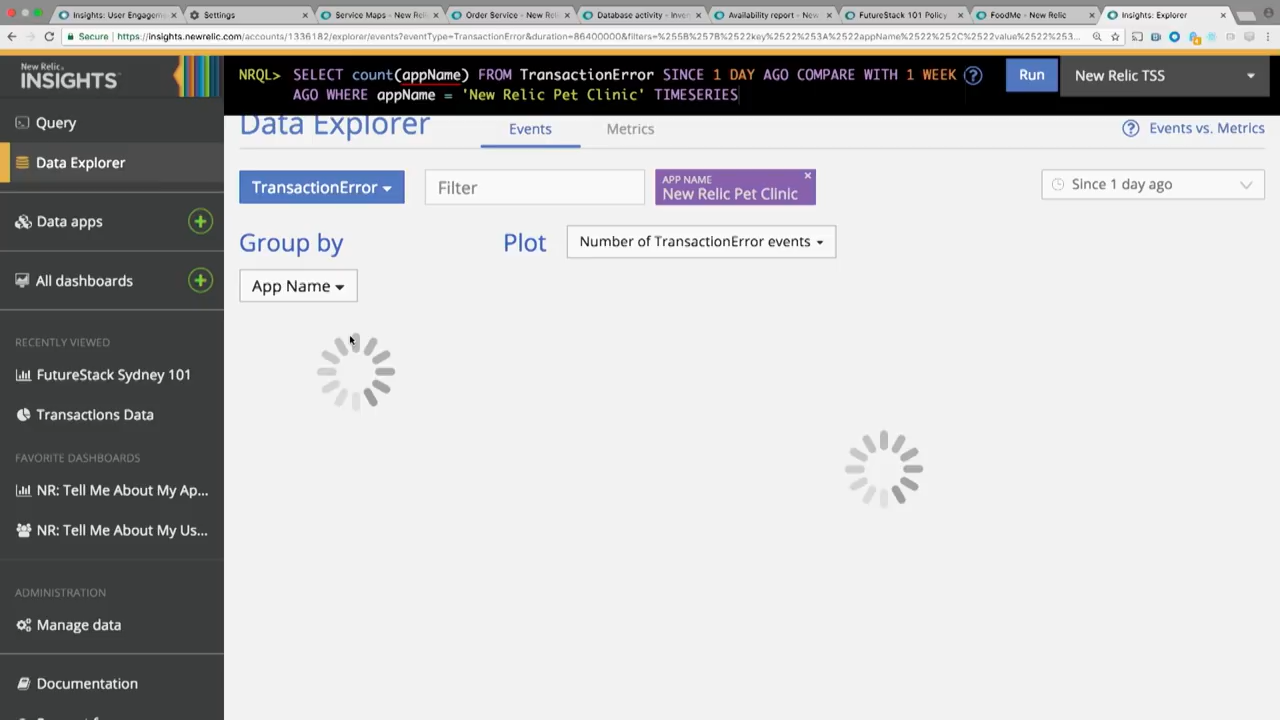 Insights: User Engagem
Settings
Service Maps - New Reli
Order Service - New Reli
Database activity - Inver
Availability report - New
FutureStack 101 Policy
FoodMe - New Relic
Insights: Explorer
Secure
https://insights.newrelic.com/accounts/1336182/explorer/events?eventType=TransactionError&duration=86400000&filters=%255B%257B%2522key%2522%253A%2522appName%2522%252C%2522value%2522%253...
New Relic
INSIGHTS
NRQL> SELECT count(appName) FROM TransactionError SINCE 1 DAY AGO COMPARE WITH 1 WEEK
AGO WHERE appName = 'New Relic Pet Clinic' TIMESERIES
?
Run
New Relic TSS
Query
Data Explorer
Data apps
All dashboards
RECENTLY VIEWED
FutureStack Sydney 101
Transactions Data
FAVORITE DASHBOARDS
NR: Tell Me About My Ap...
NR: Tell Me About My Us...
ADMINISTRATION
Manage data
Documentation
Data Explorer
Events
Metrics
? Events vs. Metrics
TransactionError
Filter
APP NAME
New Relic Pet Clinic
Since 1 day ago
Group by
Plot
Number of TransactionError events
App Name